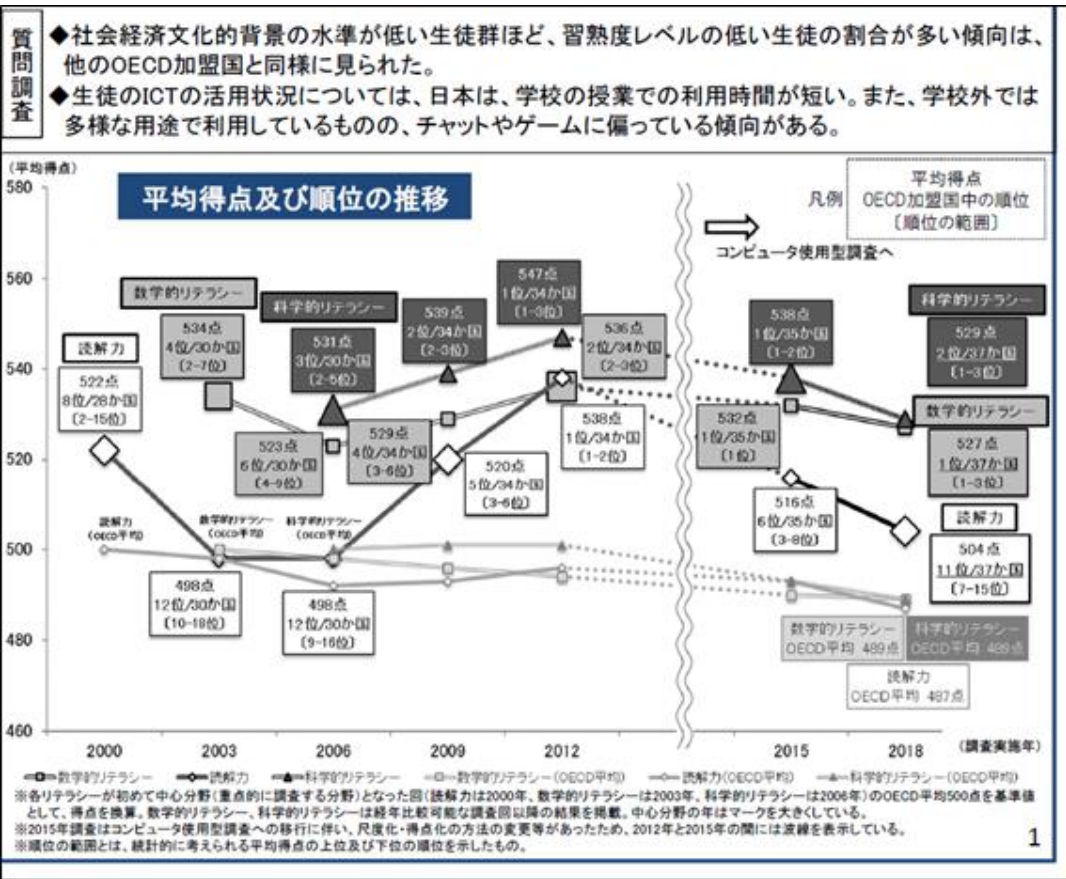 質問調査
◆社会経済文化的背景の水準が低い生徒群ほど、習熟度レベルの低い生徒の割合が多い傾向は、
他のOECD加盟国と同様に見られた。
◆生徒のICTの活用状況については、日本は、学校の授業での利用時間が短い。また、学校外では
多様な用途で利用しているものの、チャットやゲームに偏っている傾向がある。
(平均得点)
平均得点及び順位の推移
凡例
平均得点
OECD加盟国中の順位
〔順位の範囲〕
コンピュータ使用型調査へ
580
560
540
520
500
480
460
読解力
522点
8位/28か国
(2-15位)
数学的リテラシー
534点
4位/30か国
(2-7位)
科学的リテラシー
531点
3位/30か国
(2-5位)
539点
2位/34か国
(2-3位)
547点
1位/34か国
(1-3位)
536点
2位/34か国
(2-3位)
523点
6位/30か国
(4-9位)
529点
4位/34か国
(3-6位)
520点
5位/34か国
(3-6位)
538点
1位/34か国
(1-2位)
498点
12位/30か国
(10-18位)
498点
12位/30か国
(9-16位)
読解力
(OECD平均)
数学的リテラシー
(OECD平均)
科学的リテラシー
(OECD平均)
538点
1位/35か国
(1-2位)
532点
1位/35か国
(1位)
516点
6位/35か国
(3-8位)
科学的リテラシー
529点
2位/37か国
(1-3位)
数学的リテラシー
527点
1位/37か国
(1-3位)
読解力
504点
11位/37か国
(7-15位)
数学的リテラシー
OECD平均 489点
科学的リテラシー
OECD平均 489点
読解力
OECD平均 487点
2000
2003
2006
2009
2012
2015
2018
(調査実施年)
数学的リテラシー
読解力
科学的リテラシー
数学的リテラシー(OECD平均)
読解力(OECD平均)
科学的リテラシー(OECD平均)
※各リテラシーが初めて中心分野(重点的に調査する分野)となった回(読解力は2000年、数学的リテラシーは2003年、科学的リテラシーは2006年)のOECD平均500点を基準値
として、得点を換算。数学的リテラシー、科学的リテラシーは経年比較可能な調査回以降の結果を掲載。中心分野の年はマークを大きくしている。
※2015年調査はコンピュータ使用型調査への移行に伴い、尺度化・得点化の方法の変更等があったため、2012年と2015年の間には波線を表示している。
※順位の範囲とは、統計的に考えられる平均得点の上位及び下位の順位を示したもの。
1